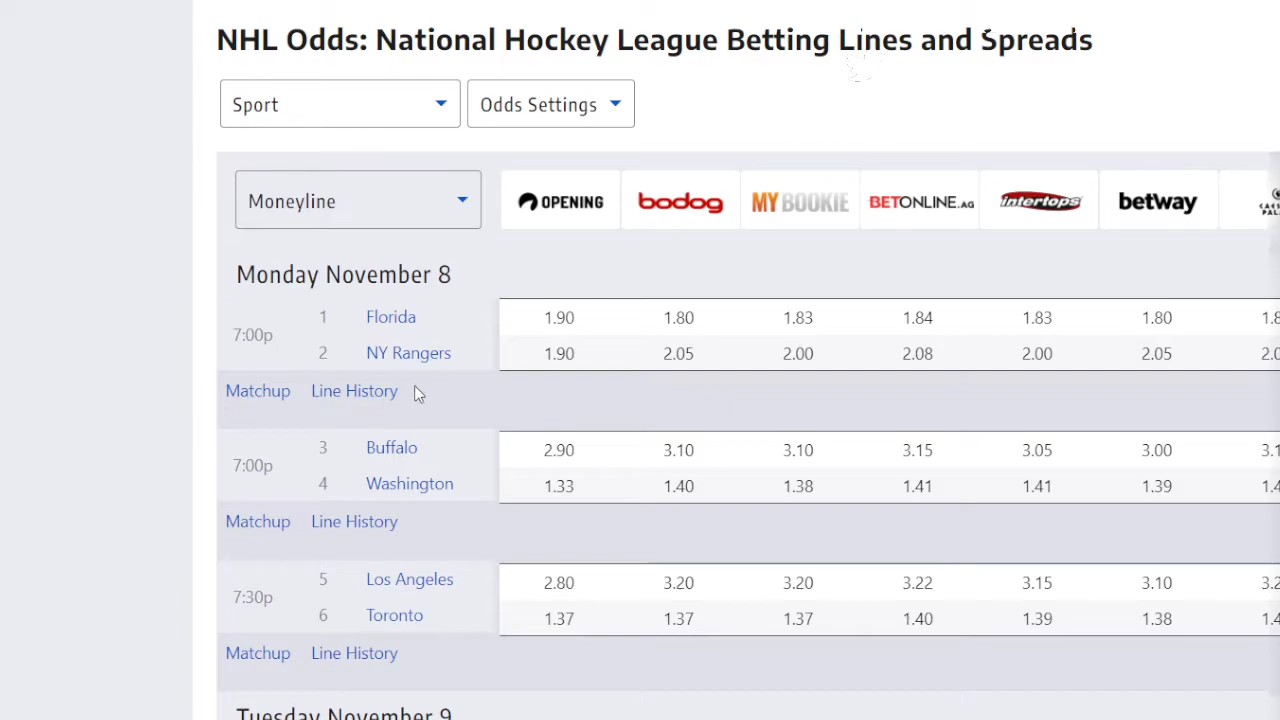 NHL Odds: National Hockey League Betting Lines and Spreads
Sport Odds Settings
Moneyline OPENING bodog MY BOOKIE BETONLINE.AG intertops betway
Monday November 8
7:00p
1 Florida 1.90 1.80 1.83 1.84 1.83 1.80
2 NY Rangers 1.90 2.05 2.00 2.08 2.00 2.05
Matchup Line History
7:00p
3 Buffalo 2.90 3.10 3.10 3.15 3.05 3.00
4 Washington 1.33 1.40 1.38 1.41 1.41 1.39
Matchup Line History
7:30p
5 Los Angeles 2.80 3.20 3.20 3.22 3.15 3.10
6 Toronto 1.37 1.37 1.37 1.40 1.39 1.38
Matchup Line History
Tuesday November 9